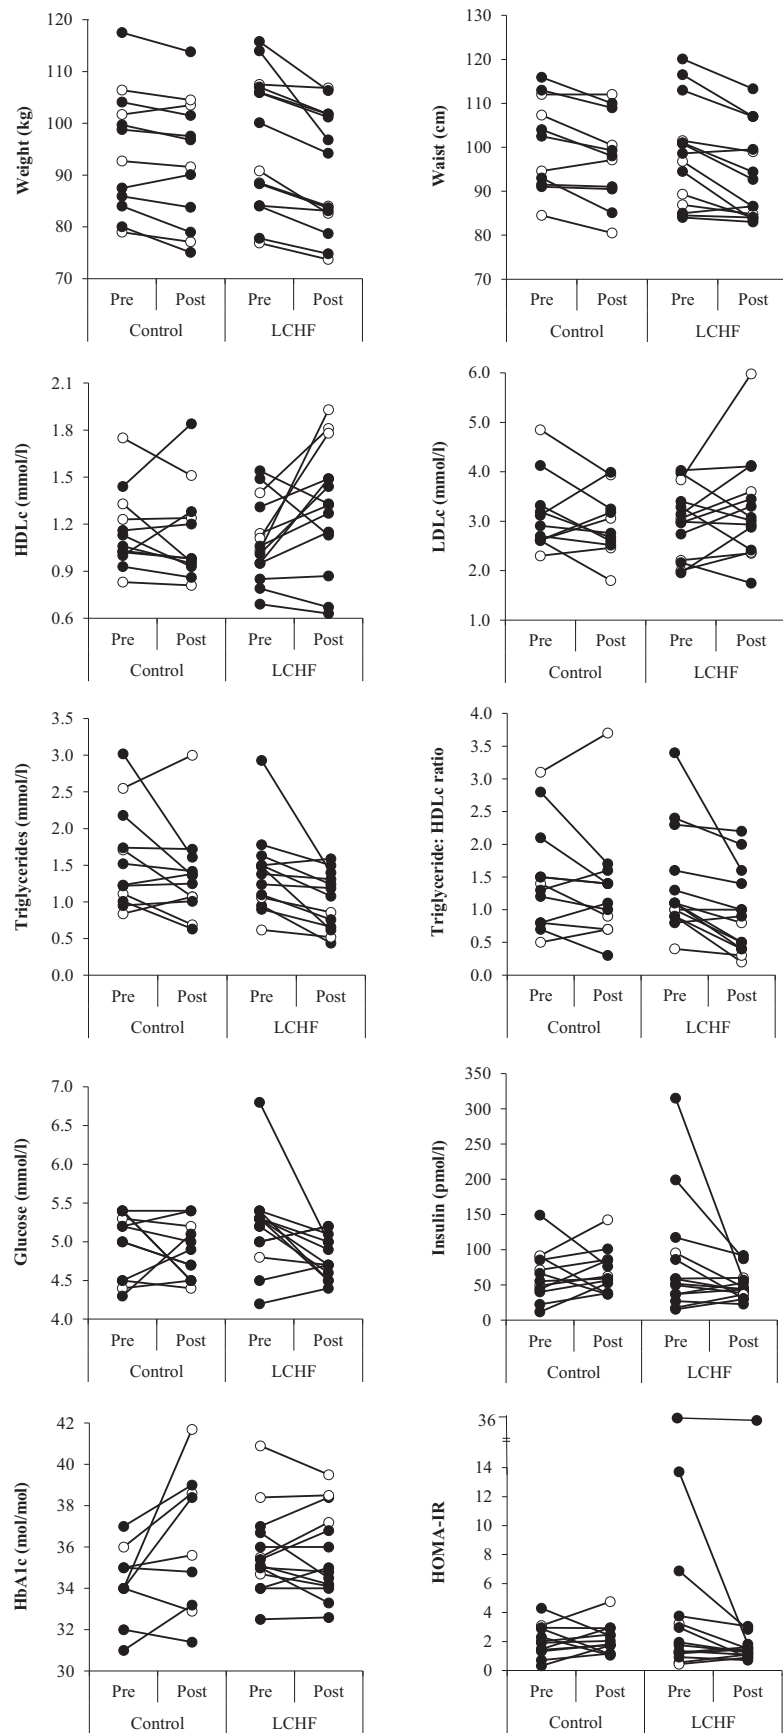 Weight (kg)
120
110
100
90
80
70
Pre Post Pre Post
Control LCHF
Waist (cm)
130
120
110
100
90
80
70
Pre Post Pre Post
Control LCHF
HDLc (mmol/l)
2.1
1.8
1.5
1.2
0.9
0.6
Pre Post Pre Post
Control LCHF
LDLc (mmol/l)
6.0
5.0
4.0
3.0
2.0
1.0
Pre Post Pre Post
Control LCHF
Triglycerides (mmol/l)
3.5
3.0
2.5
2.0
1.5
1.0
0.5
0.0
Pre Post Pre Post
Control LCHF
Triglyceride: HDLc ratio
4.0
3.5
3.0
2.5
2.0
1.5
1.0
0.5
0.0
Pre Post Pre Post
Control LCHF
Glucose (mmol/l)
7.0
6.5
6.0
5.5
5.0
4.5
4.0
Pre Post Pre Post
Control LCHF
Insulin (pmol/l)
350
300
250
200
150
100
50
0
Pre Post Pre Post
Control LCHF
HbA1c (mol/mol)
42
40
38
36
34
32
30
Pre Post Pre Post
Control LCHF
HOMA-IR
36
14
12
10
8
6
4
2
0
Pre Post Pre Post
Control LCHF